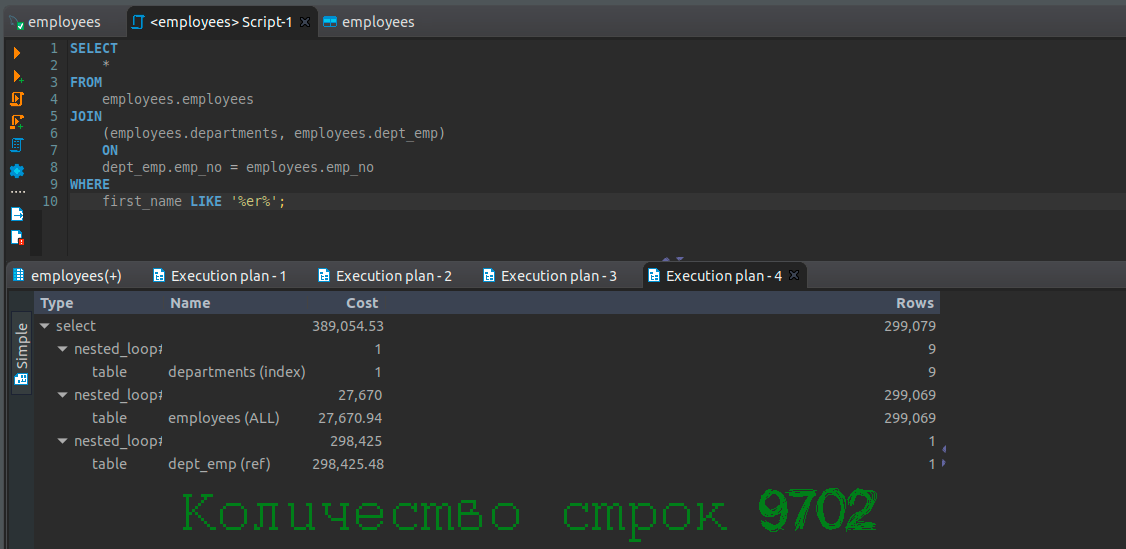 employees <employees> Script-1 employees
1 SELECT
2 *
3 FROM
4 employees.employees
5 JOIN
6 (employees.departments, employees.dept_emp)
7 ON
8 dept_emp.emp_no = employees.emp_no
9 WHERE
10 first_name LIKE '%er%';
employees(+) Execution plan - 1 Execution plan - 2 Execution plan - 3 Execution plan - 4
Simple
Type Name Cost Rows
select 389,054.53 299,079
nested_loop# 1 9
table departments (index) 1 9
nested_loop# 27,670 299,069
table employees (ALL) 27,670.94 299,069
nested_loop# 298,425 1
table dept_emp (ref) 298,425.48 1
Количество строк 9702